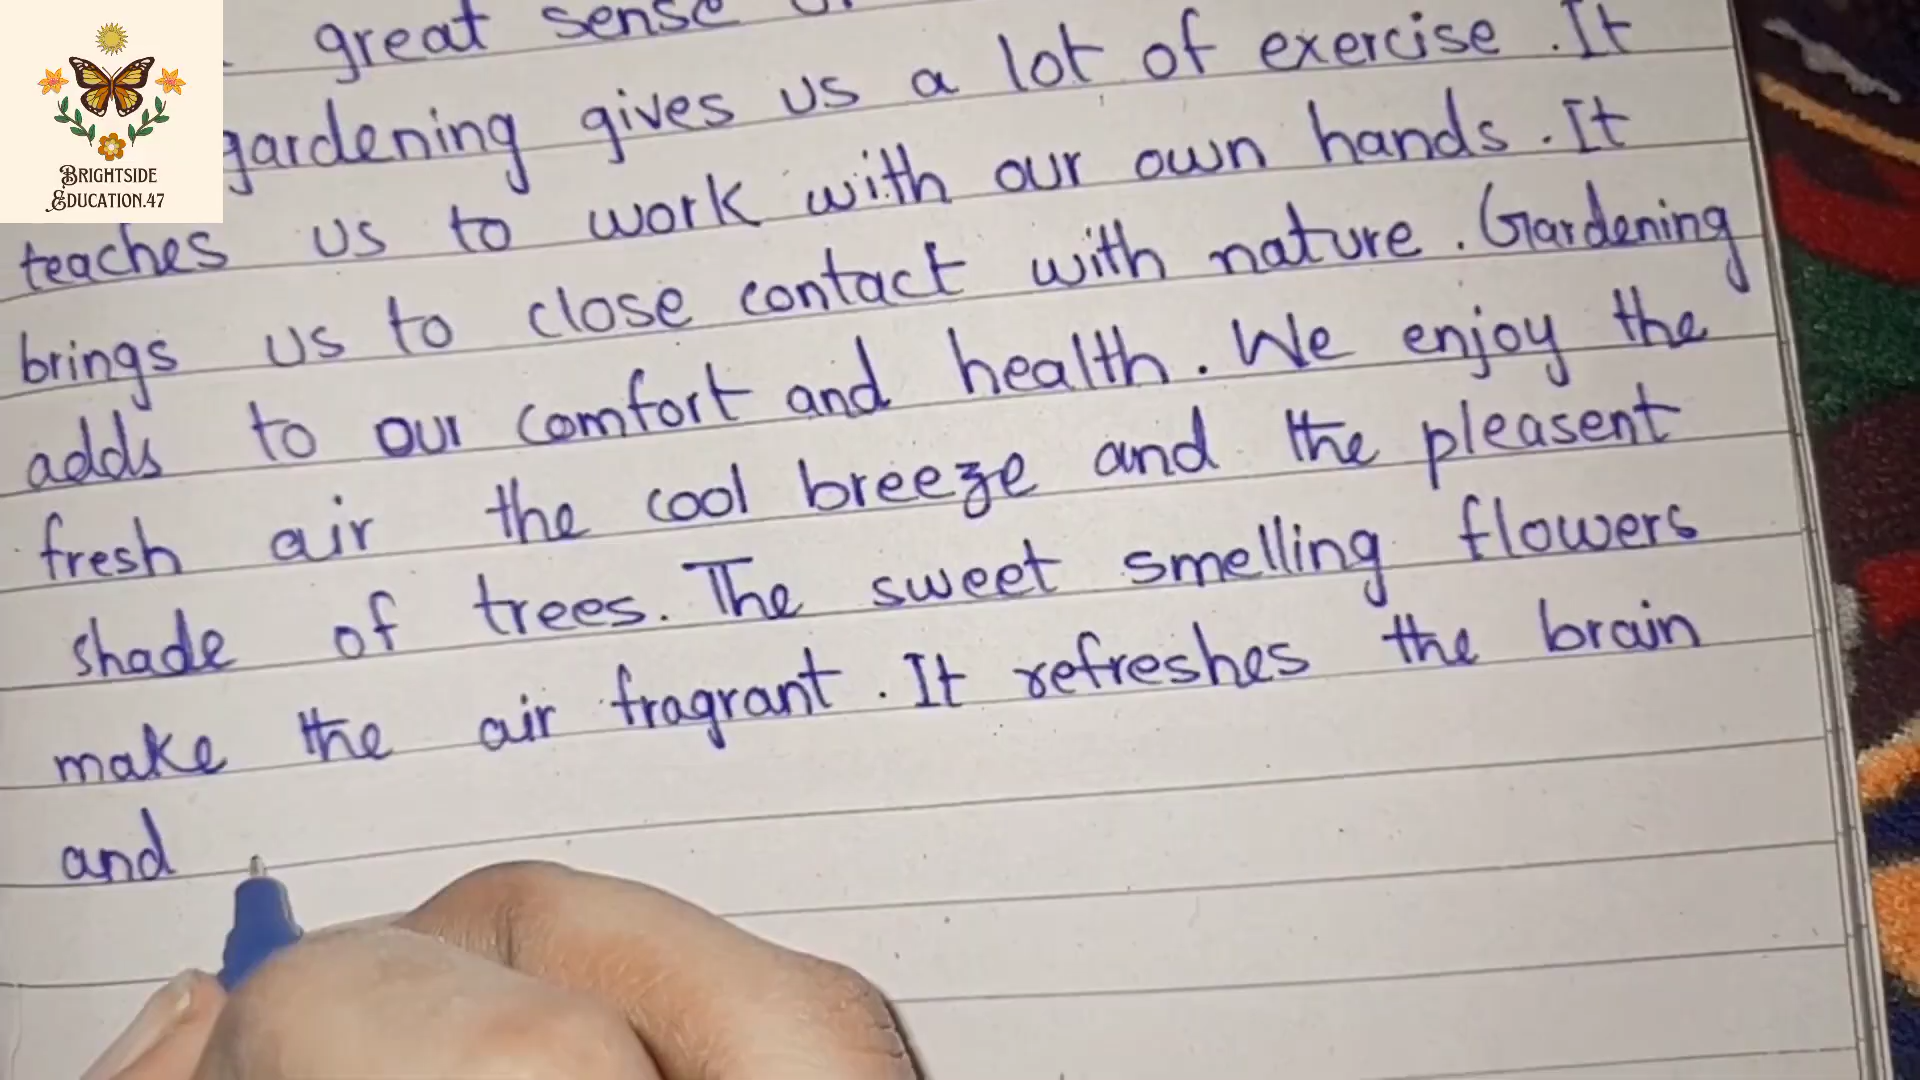 BRIGHTSIDE
EDUCATION.47
great sense
gardening gives us a lot of exercise. It
teaches us to work with our own hands. It
brings us to close contact with nature. Gardening
adds to our comfort and health. We enjoy the
fresh air the cool breeze and the pleasent
shade of trees. The sweet smelling flowers
make the air fragrant. It refreshes the brain
and